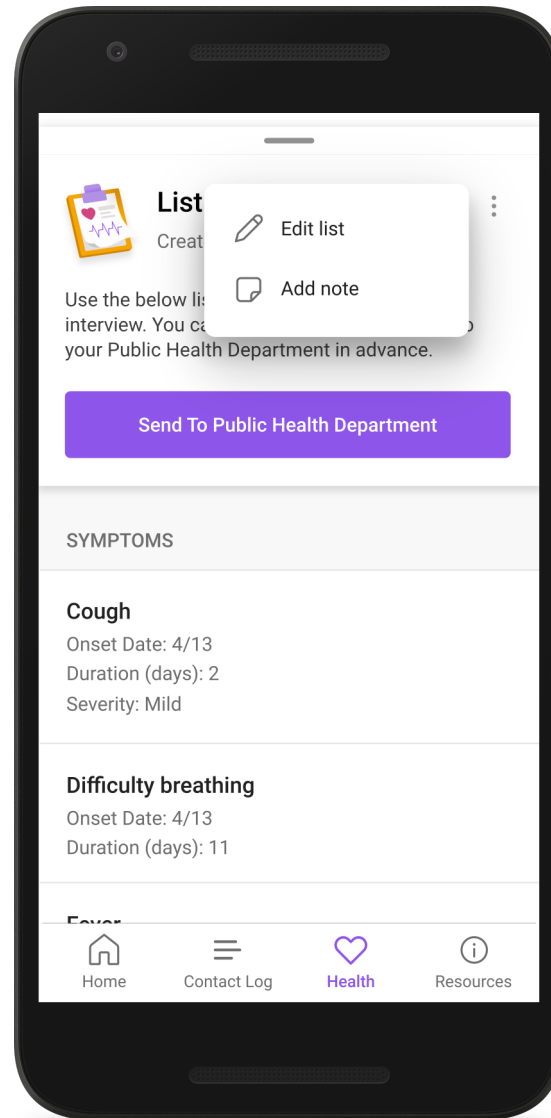 List
Creat
Edit list
Add note
Use the below li
interview. You ca
your Public Health Department in advance.
Send To Public Health Department
SYMPTOMS
Cough
Onset Date: 4/13
Duration (days): 2
Severity: Mild
Difficulty breathing
Onset Date: 4/13
Duration (days): 11
Fever
Home
Contact Log
Health
Resources